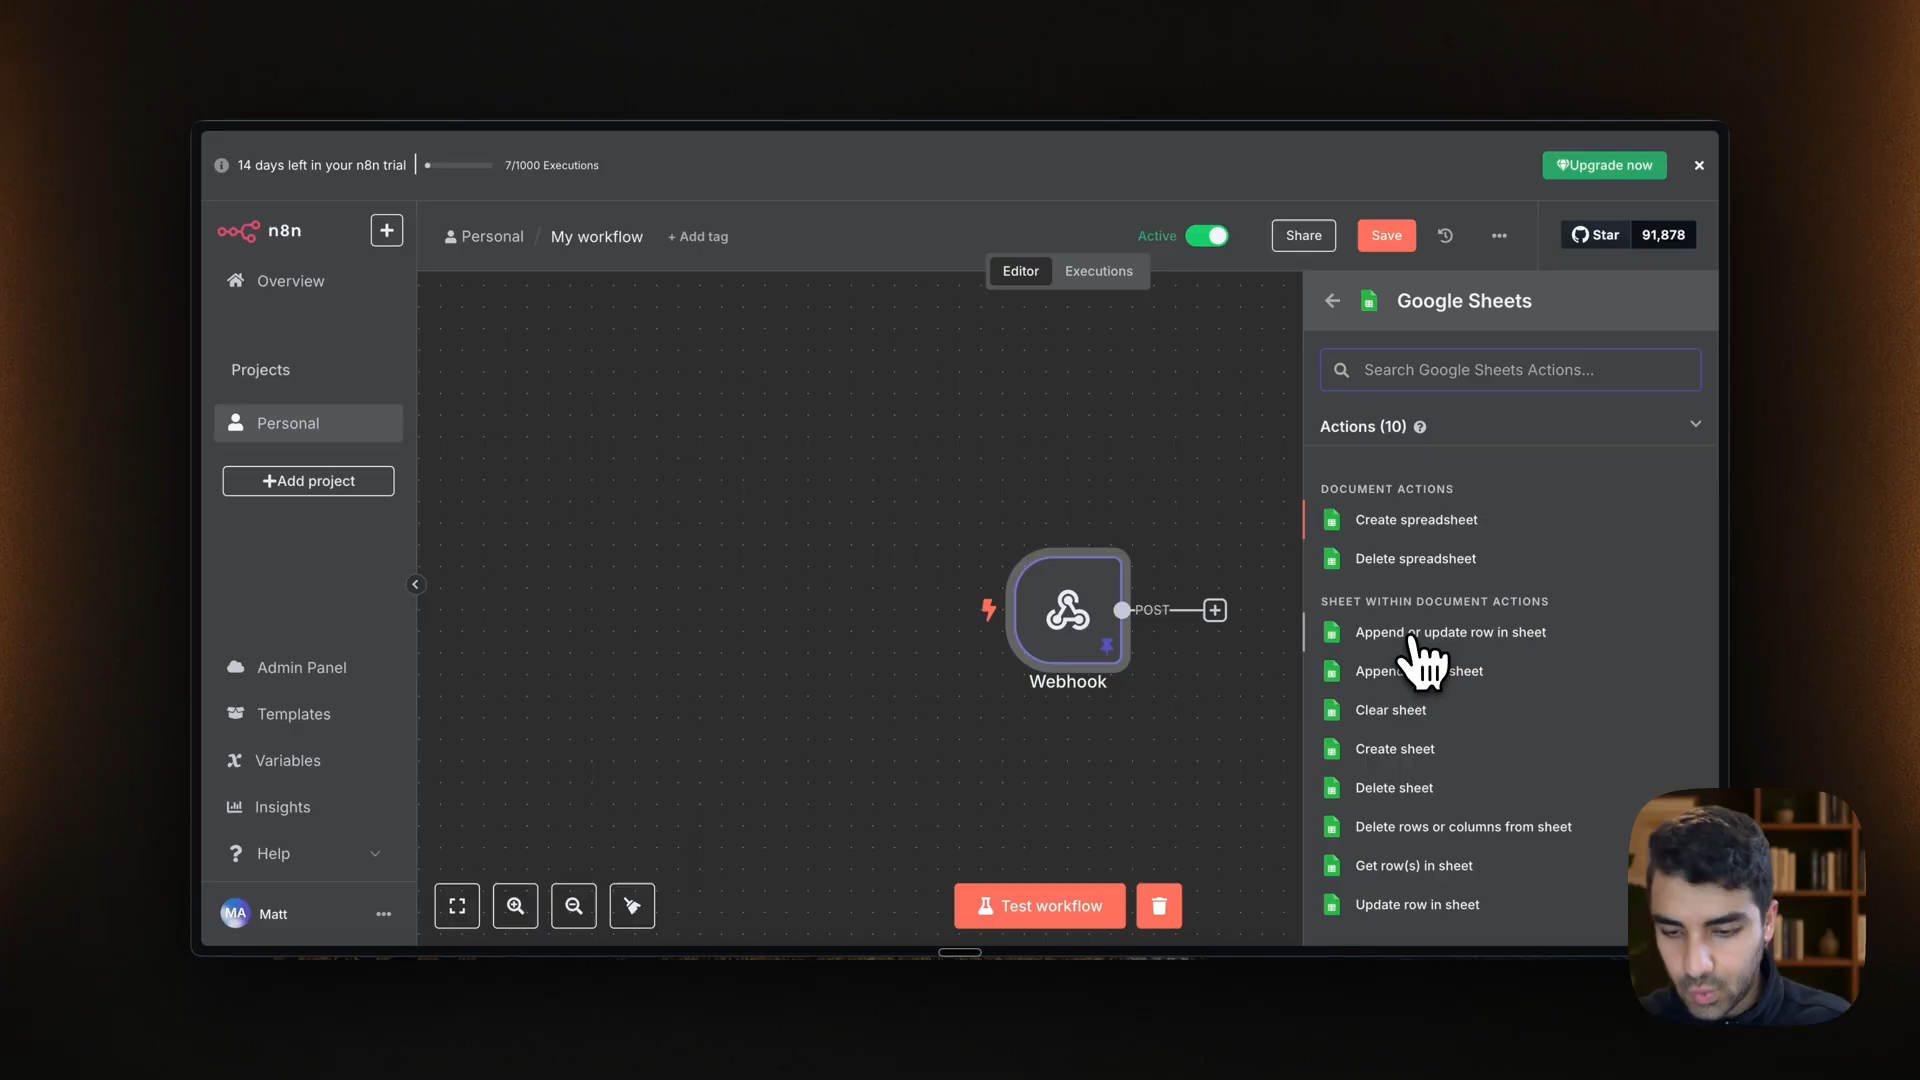 14 days left in your n8n trial
7/1000 Executions
Upgrade now
n8n
Personal / My workflow + Add tag
Active
Share
Save
Star 91,878
Editor Executions
Overview
Projects
Personal
Add project
Admin Panel
Templates
Variables
Insights
Help
MA Matt
POST
Webhook
Test workflow
Google Sheets
Search Google Sheets Actions...
Actions (10)
DOCUMENT ACTIONS
Create spreadsheet
Delete spreadsheet
SHEET WITHIN DOCUMENT ACTIONS
Append or update row in sheet
sheet
Clear sheet
Create sheet
Delete sheet
Delete rows or columns from sheet
Get row(s) in sheet
Update row in sheet